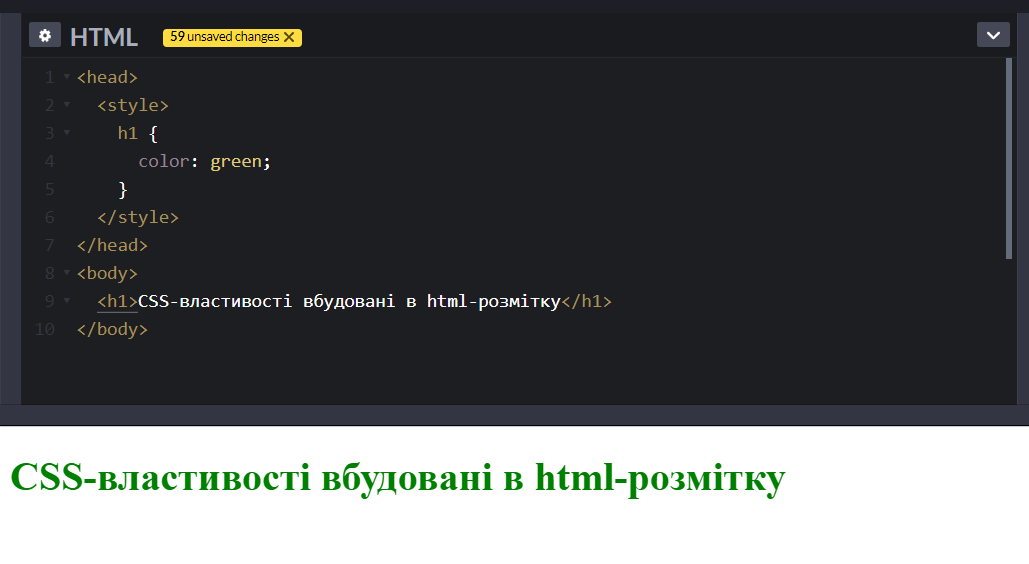 HTML
59 unsaved changes ✕
1 <head>
2 <style>
3 h1 {
4 color: green;
5 }
6 </style>
7 </head>
8 <body>
9 <h1>CSS-властивості вбудовані в html-розмітку</h1>
10 </body>
CSS-властивості вбудовані в html-розмітку